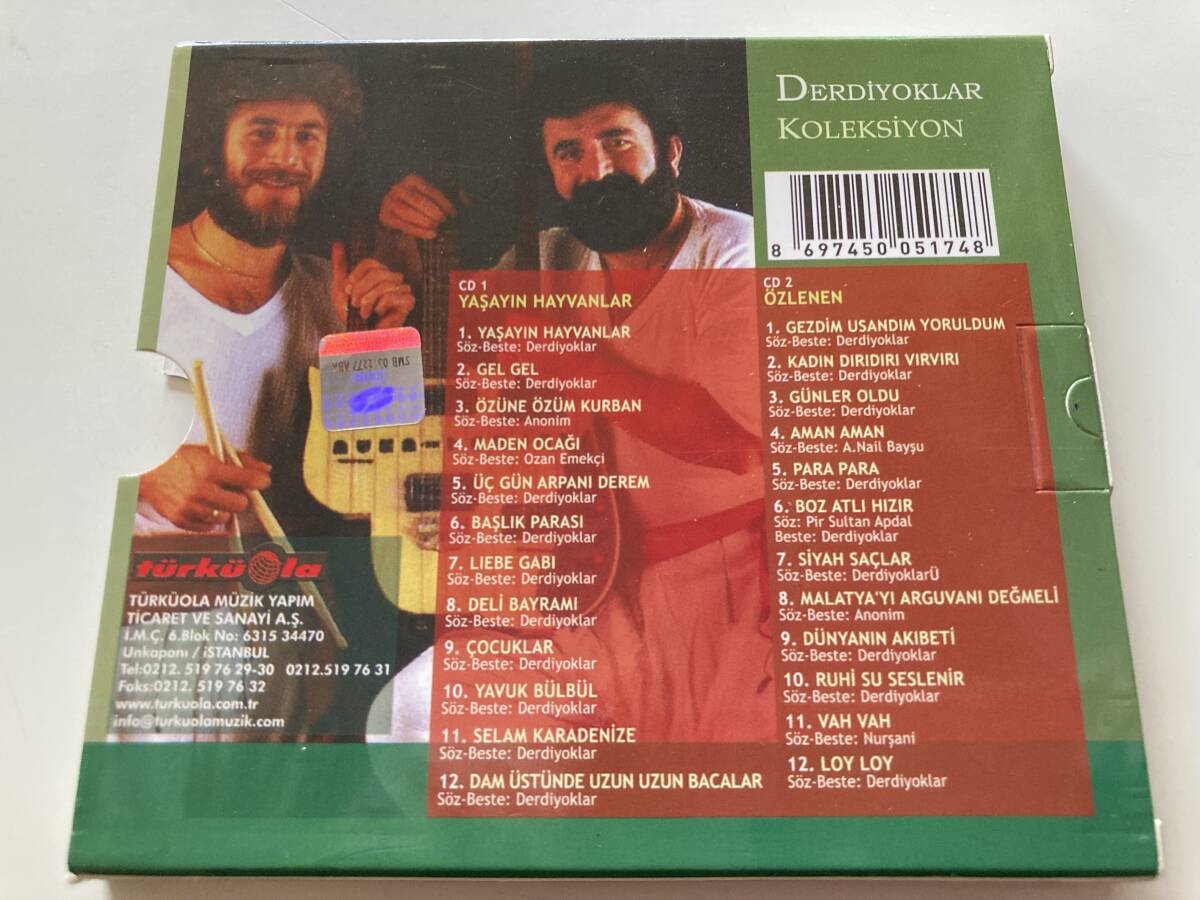 DERDİYOKLAR
KOLEKSİYON
8 697450 051748
CD 1
YAŞAYIN HAYVANLAR
1. YAŞAYIN HAYVANLAR
Söz-Beste: Derdiyoklar
2. GEL GEL
Söz-Beste: Derdiyoklar
3. ÖZÜNE ÖZÜM KURBAN
Söz-Beste: Anonim
4. MADEN OCAĞI
Söz-Beste: Ozan Emekçi
5. ÜÇ GÜN ARPANI DEREM
Söz-Beste: Derdiyoklar
6. BAŞLIK PARASI
Söz-Beste: Derdiyoklar
7. LIEBE GABI
Söz-Beste: Derdiyoklar
8. DELİ BAYRAMI
Söz-Beste: Derdiyoklar
9. ÇOCUKLAR
Söz-Beste: Derdiyoklar
10. YAVUK BÜLBÜL
Söz-Beste: Derdiyoklar
11. SELAM KARADENİZE
Söz-Beste: Derdiyoklar
12. DAM ÜSTÜNDE UZUN UZUN BACALAR
Söz-Beste: Derdiyoklar
CD 2
ÖZLENEN
1. GEZDİM USANDIM YORULDUM
Söz-Beste: Derdiyoklar
2. KADIN DIRIDIRI VIRVIRI
Söz-Beste: Derdiyoklar
3. GÜNLER OLDU
Söz-Beste: Derdiyoklar
4. AMAN AMAN
Söz-Beste: A.Nail Bayşu
5. PARA PARA
Söz-Beste: Derdiyoklar
6. BOZ ATLI HIZIR
Söz: Pir Sultan Apdal
Beste: Derdiyoklar
7. SİYAH SAÇLAR
Söz-Beste: DerdiyoklarÜ
8. MALATYA'YI ARGUVANI DEĞMELİ
Söz-Beste: Anonim
9. DÜNYANIN AKIBETİ
Söz-Beste: Derdiyoklar
10. RUHİ SU SESLENİR
Söz-Beste: Derdiyoklar
11. VAH VAH
Söz-Beste: Nurşani
12. LOY LOY
Söz-Beste: Derdiyoklar
türküola
TÜRKÜOLA MÜZİK YAPIM
TİCARET VE SANAYİ A.Ş.
İ.M.Ç. 6.Blok No: 6315 34470
Unkapanı / İSTANBUL
Tel:0212. 519 76 29-30 0212.519 76 31
Faks:0212. 519 76 32
www.turkuola.com.tr
info@turkuolamuzik.com